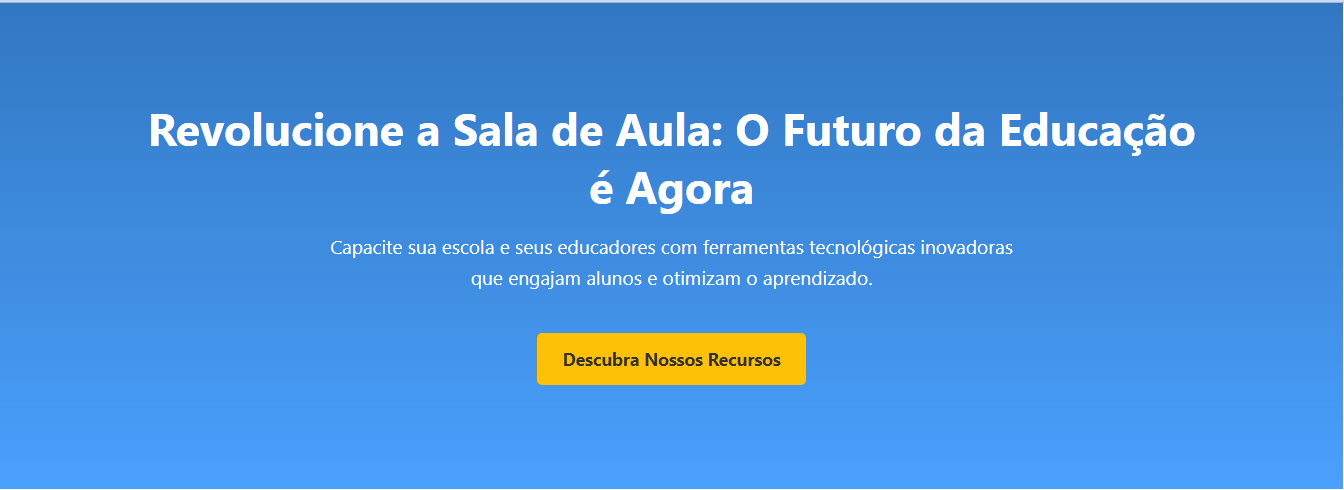 Revolucione a Sala de Aula: O Futuro da Educação
é Agora
Capacite sua escola e seus educadores com ferramentas tecnológicas inovadoras
que engajam alunos e otimizam o aprendizado.
Descubra Nossos Recursos